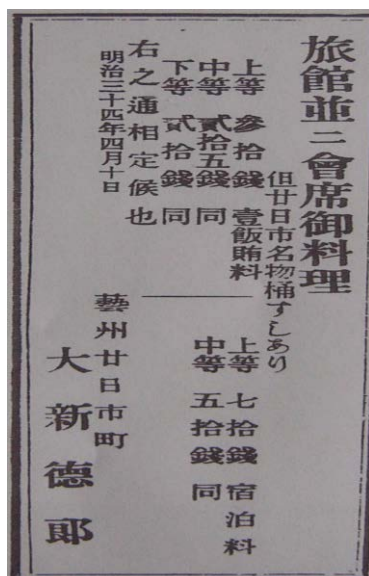 旅館並ニ會席御料理
但廿日市名物桶すしあり
上等 參拾錢 壹飯賄料
中等 貳拾五錢 同
下等 貳拾錢 同
上等 七拾錢 宿泊料
中等 五拾錢 同
右之通相定候也
明治三十四年四月十日
藝州廿日市町
大新德郎